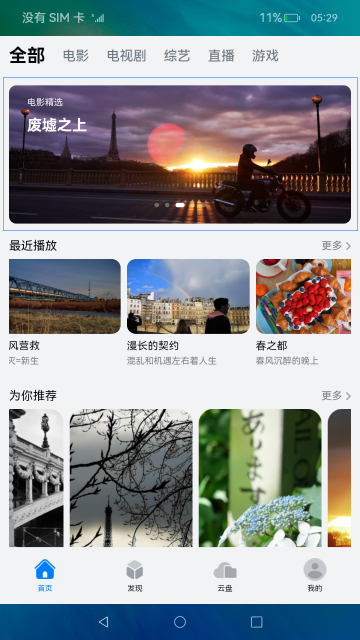 没有 SIM 卡 11% 05:29
全部 电影 电视剧 综艺 直播 游戏
电影精选
废墟之上
最近播放 更多
风营救 漫长的契约 春之都
灭=新生 混乱和机遇左右着人生 春风沉醉的晚上
为你推荐 更多
あります
首页 发现 云盘 我的